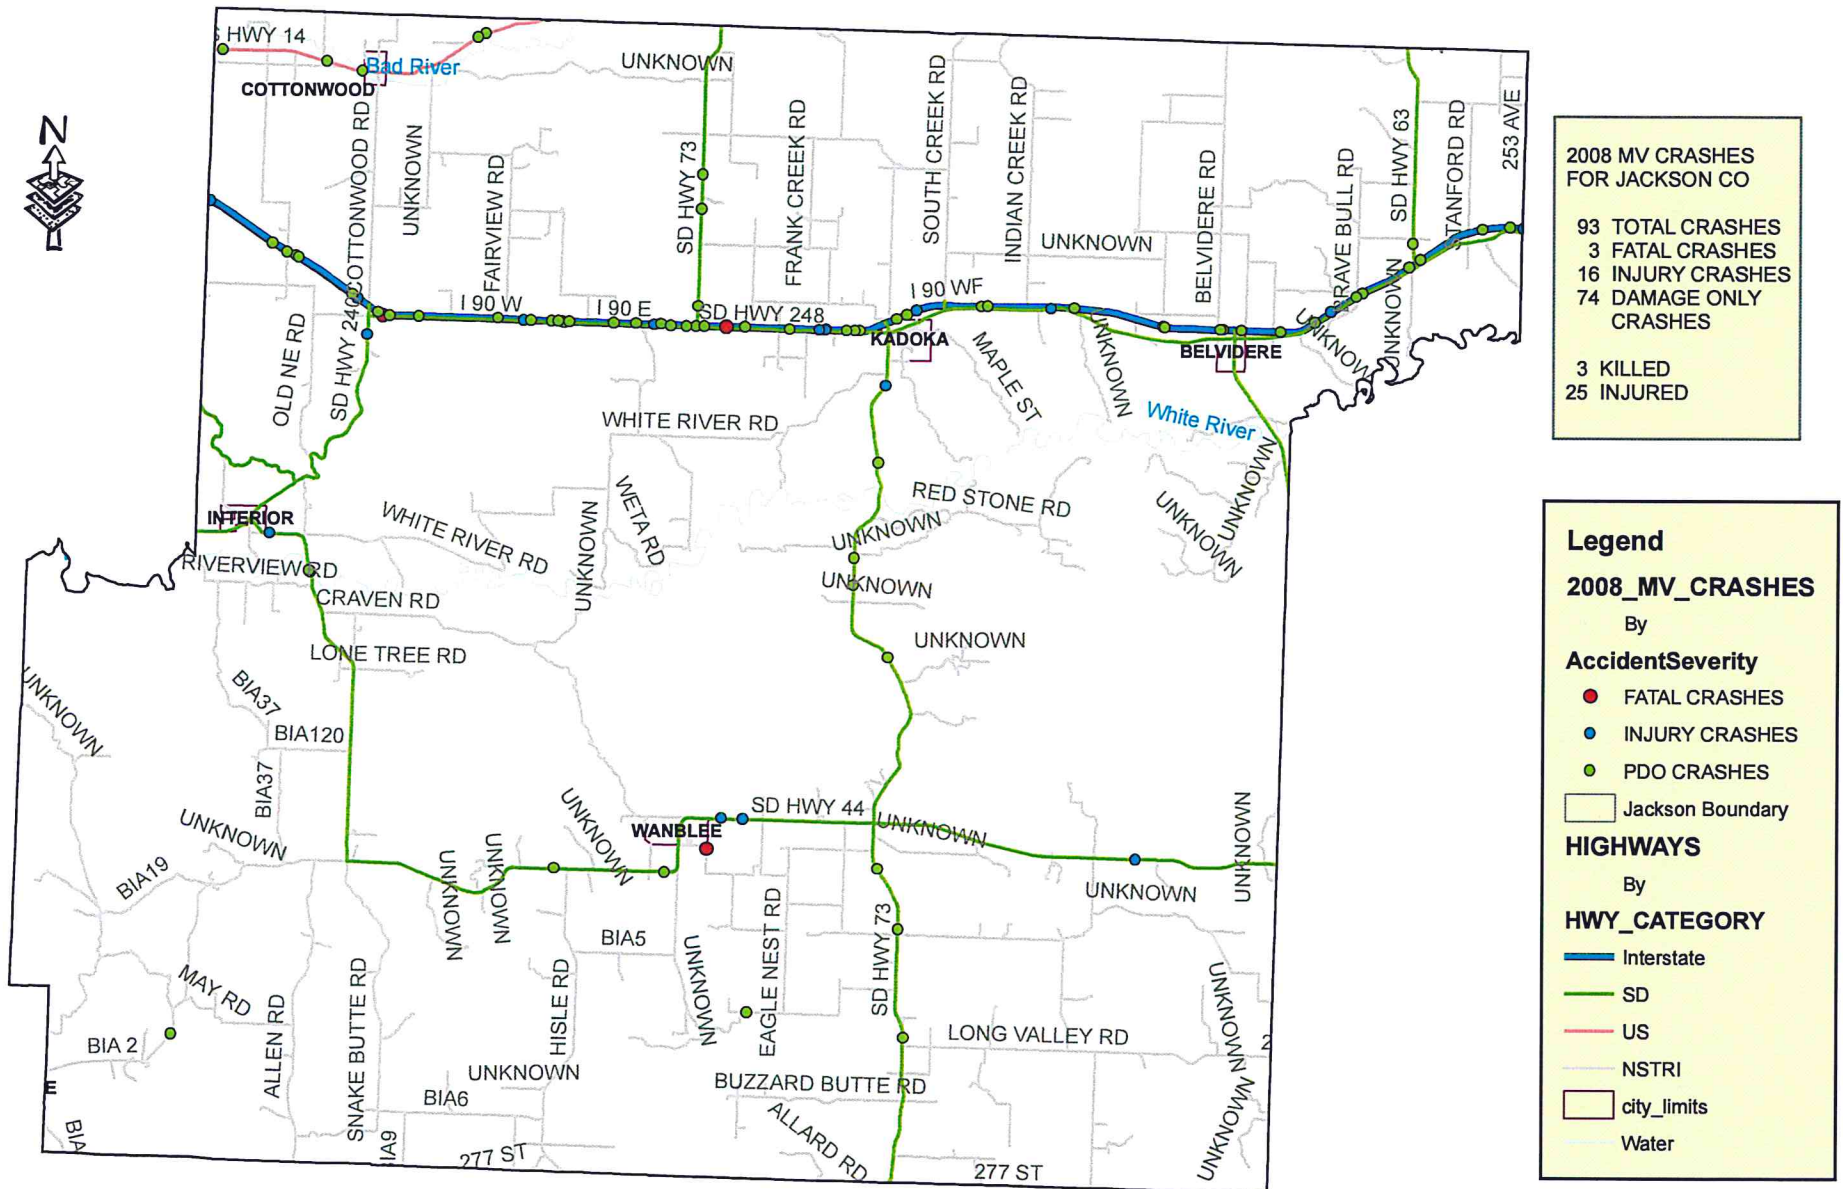 HWY 14
Bad River
COTTONWOOD
UNKNOWN
SD HWY 73
FRANK CREEK RD
SOUTH CREEK RD
INDIAN CREEK RD
BELVIDERE RD
SD HWY 63
STANFORD RD
253 AVE
N
COTTONWOOD RD
UNKNOWN
FAIRVIEW RD
UNKNOWN
I 90 W
I 90 E
SD HWY 248
I 90 WF
KADOKA
BELVIDERE
UNKNOWN
UNKNOWN
OLD NE RD
SD HWY 240
MAPLE ST
UNKNOWN
White River
WHITE RIVER RD
INTERIOR
WHITE RIVER RD
UNKNOWN
WETA RD
RED STONE RD
UNKNOWN
UNKNOWN
UNKNOWN
UNKNOWN
RIVERVIEW RD
CRAVEN RD
LONE TREE RD
UNKNOWN
UNKNOWN
BIA37
BIA120
BIA37
UNKNOWN
BIA19
UNKNOWN
UNKNOWN
UNKNOWN
WANBLEE
SD HWY 44
UNKNOWN
UNKNOWN
UNKNOWN
BIA5
UNKNOWN
EAGLE NEST RD
SD HWY 73
UNKNOWN
MAY RD
BIA 2
ALLEN RD
SNAKE BUTTE RD
HISLE RD
LONG VALLEY RD
2
UNKNOWN
UNKNOWN
BUZZARD BUTTE RD
E
BIA6
ALLARD RD
BIA
IA9
277 ST
277 ST
2008 MV CRASHES
FOR JACKSON CO
93 TOTAL CRASHES
3 FATAL CRASHES
16 INJURY CRASHES
74 DAMAGE ONLY
CRASHES
3 KILLED
25 INJURED
Legend
2008_MV_CRASHES
By
AccidentSeverity
FATAL CRASHES
INJURY CRASHES
PDO CRASHES
Jackson Boundary
HIGHWAYS
By
HWY_CATEGORY
Interstate
SD
US
NSTRI
city_limits
Water